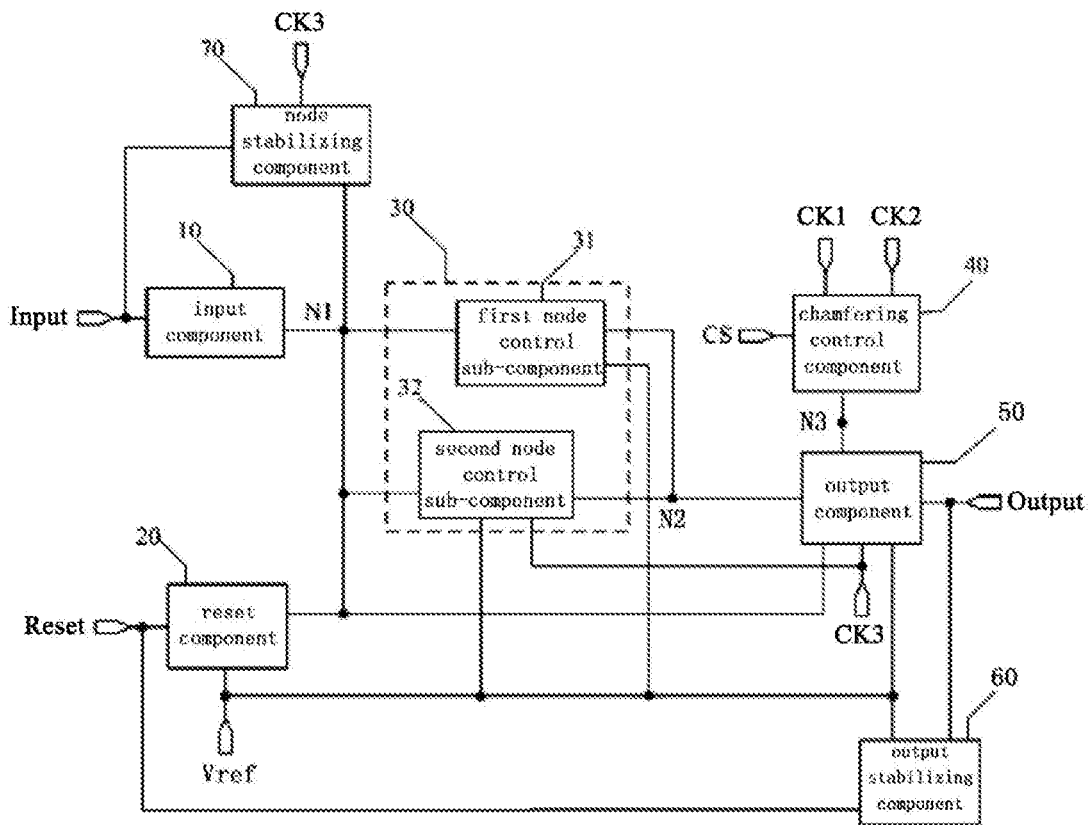 CK3
70
node
stabilizing
component
10
Input
input
component
N1
30
31
first node
control
sub-component
32
second node
control
sub-component
N2
CK1
CK2
40
CS
chamfering
control
component
N3
50
output
component
Output
CK3
20
Reset
reset
component
Vref
60
output
stabilizing
component